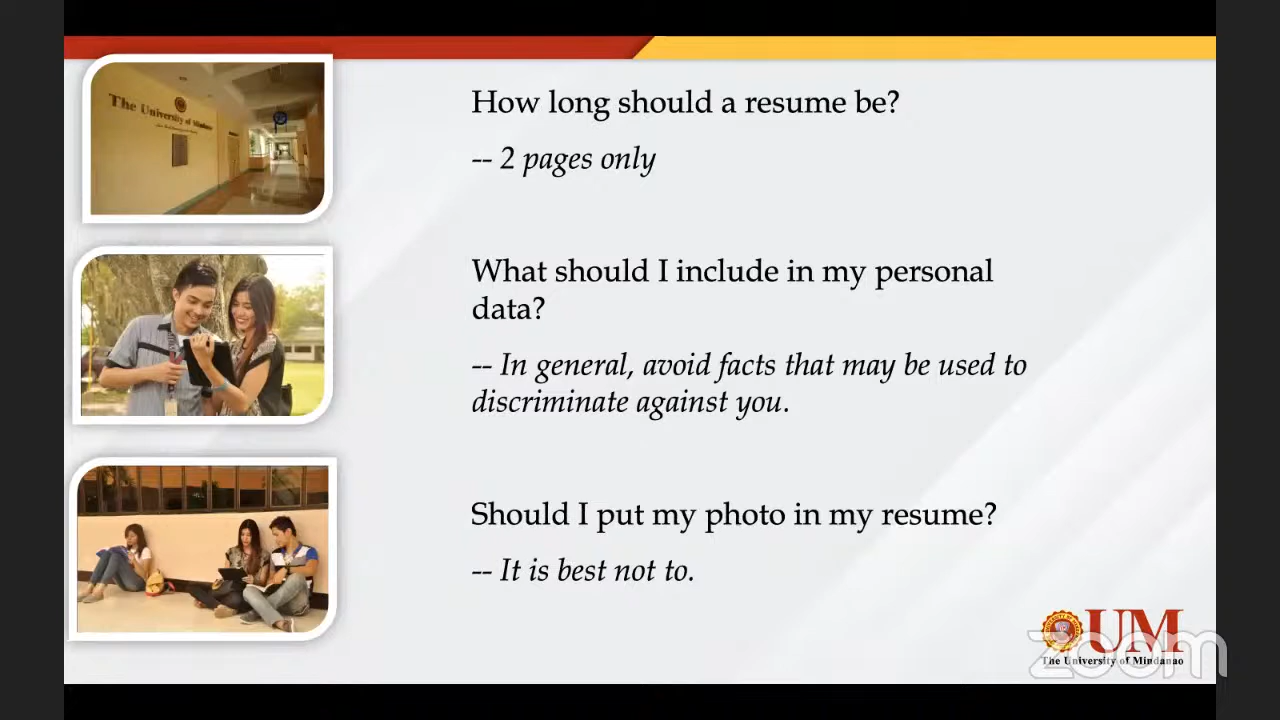 The University of Mindanao
How long should a resume be?
-- 2 pages only
What should I include in my personal
data?
-- In general, avoid facts that may be used to
discriminate against you.
Should I put my photo in my resume?
-- It is best not to.
UM
The University of Mindanao
zoom